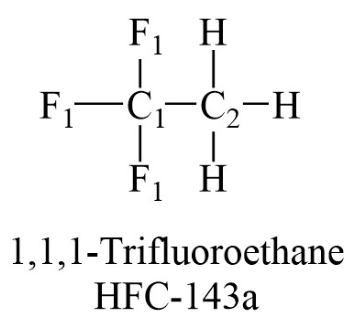 F₁ H
F₁—C₁—C₂—H
F₁ H
1,1,1-Trifluoroethane
HFC-143a